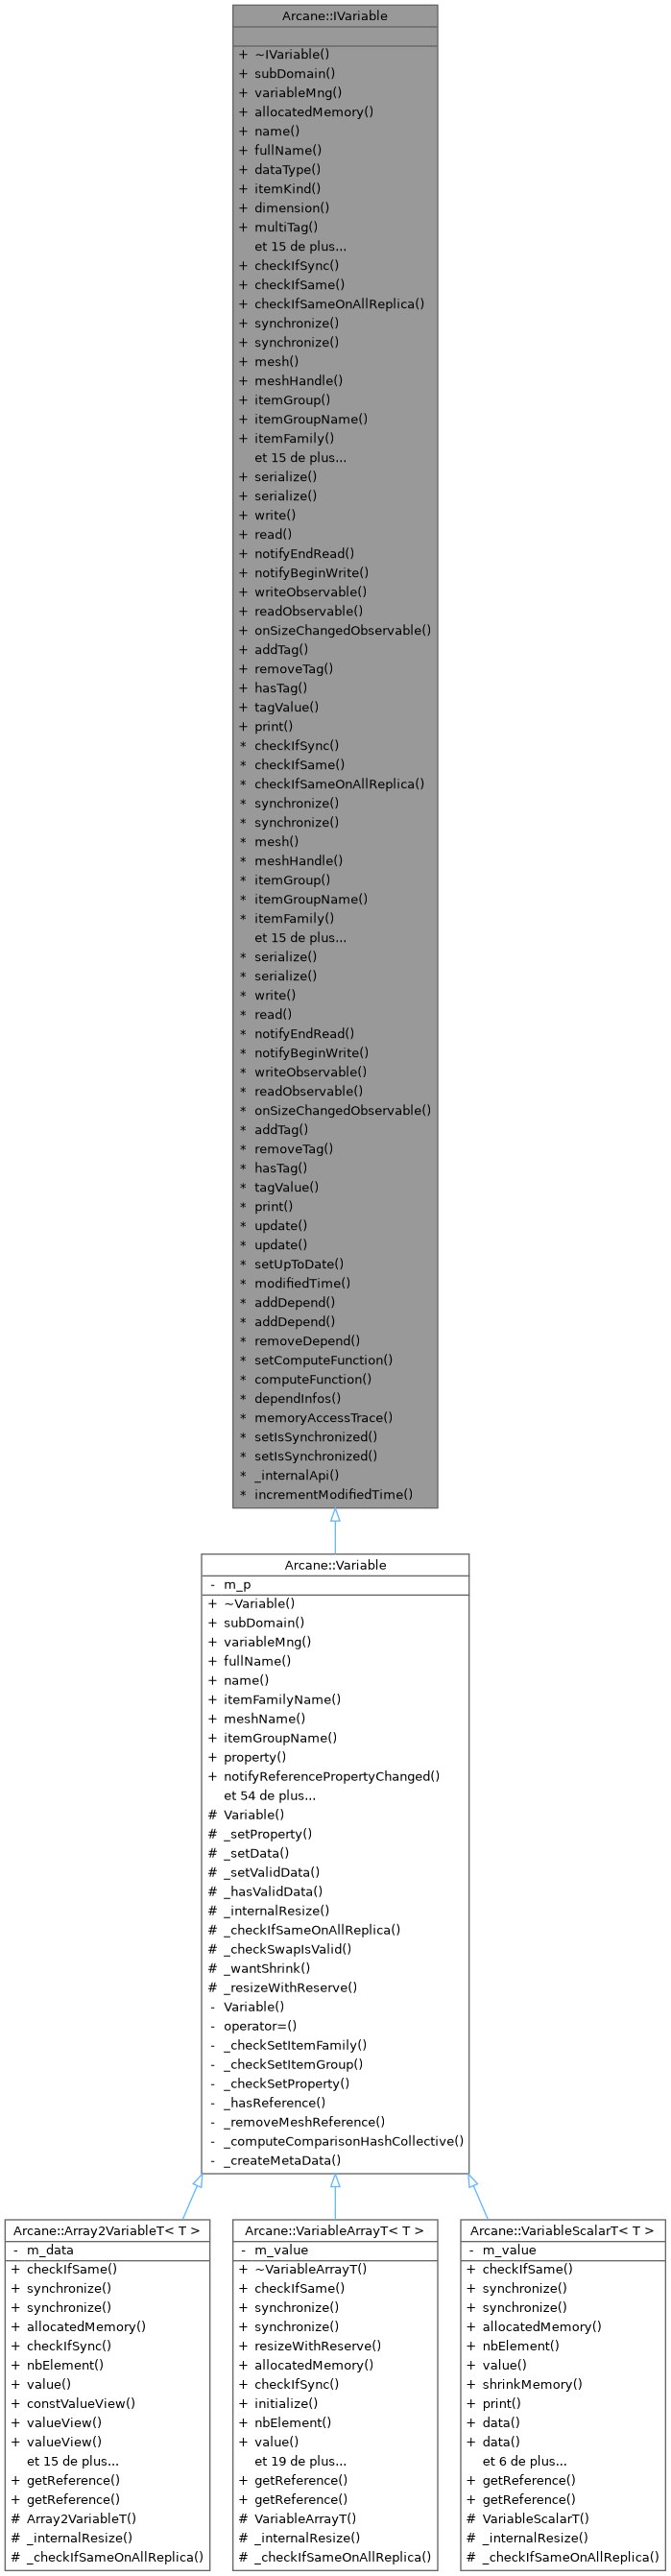 Arcane::IVariable
+ ~IVariable()
+ subDomain()
+ variableMng()
+ allocatedMemory()
+ name()
+ fullName()
+ dataType()
+ itemKind()
+ dimension()
+ multiTag()
et 15 de plus...
+ checkIfSync()
+ checkIfSame()
+ checkIfSameOnAllReplica()
+ synchronize()
+ synchronize()
+ mesh()
+ meshHandle()
+ itemGroup()
+ itemGroupName()
+ itemFamily()
et 15 de plus...
+ serialize()
+ serialize()
+ write()
+ read()
+ notifyEndRead()
+ notifyBeginWrite()
+ writeObservable()
+ readObservable()
+ onSizeChangedObservable()
+ addTag()
+ removeTag()
+ hasTag()
+ tagValue()
+ print()
* checkIfSync()
* checkIfSame()
* checkIfSameOnAllReplica()
* synchronize()
* synchronize()
* mesh()
* meshHandle()
* itemGroup()
* itemGroupName()
* itemFamily()
et 15 de plus...
* serialize()
* serialize()
* write()
* read()
* notifyEndRead()
* notifyBeginWrite()
* writeObservable()
* readObservable()
* onSizeChangedObservable()
* addTag()
* removeTag()
* hasTag()
* tagValue()
* print()
* update()
* update()
* setUpToDate()
* modifiedTime()
* addDepend()
* addDepend()
* removeDepend()
* setComputeFunction()
* computeFunction()
* dependInfos()
* memoryAccessTrace()
* setIsSynchronized()
* setIsSynchronized()
* _internalApi()
* incrementModifiedTime()
Arcane::Variable
- m_p
+ ~Variable()
+ subDomain()
+ variableMng()
+ fullName()
+ name()
+ itemFamilyName()
+ meshName()
+ itemGroupName()
+ property()
+ notifyReferencePropertyChanged()
et 54 de plus...
# Variable()
# _setProperty()
# _setData()
# _setValidData()
# _hasValidData()
# _internalResize()
# _checkIfSameOnAllReplica()
# _checkSwapIsValid()
# _wantShrink()
# _resizeWithReserve()
- Variable()
- operator=()
- _checkSetItemFamily()
- _checkSetItemGroup()
- _checkSetProperty()
- _hasReference()
- _removeMeshReference()
- _computeComparisonHashCollective()
- _createMetaData()
Arcane::Array2VariableT< T >
- m_data
+ checkIfSame()
+ synchronize()
+ synchronize()
+ allocatedMemory()
+ checkIfSync()
+ nbElement()
+ value()
+ constValueView()
+ valueView()
+ valueView()
et 15 de plus...
+ getReference()
+ getReference()
# Array2VariableT()
# _internalResize()
# _checkIfSameOnAllReplica()
Arcane::VariableArrayT< T >
- m_value
+ ~VariableArrayT()
+ checkIfSame()
+ synchronize()
+ synchronize()
+ resizeWithReserve()
+ allocatedMemory()
+ checkIfSync()
+ initialize()
+ nbElement()
+ value()
et 19 de plus...
+ getReference()
+ getReference()
# VariableArrayT()
# _internalResize()
# _checkIfSameOnAllReplica()
Arcane::VariableScalarT< T >
- m_value
+ checkIfSame()
+ synchronize()
+ synchronize()
+ allocatedMemory()
+ nbElement()
+ value()
+ shrinkMemory()
+ print()
+ data()
+ data()
et 6 de plus...
+ getReference()
+ getReference()
# VariableScalarT()
# _internalResize()
# _checkIfSameOnAllReplica()